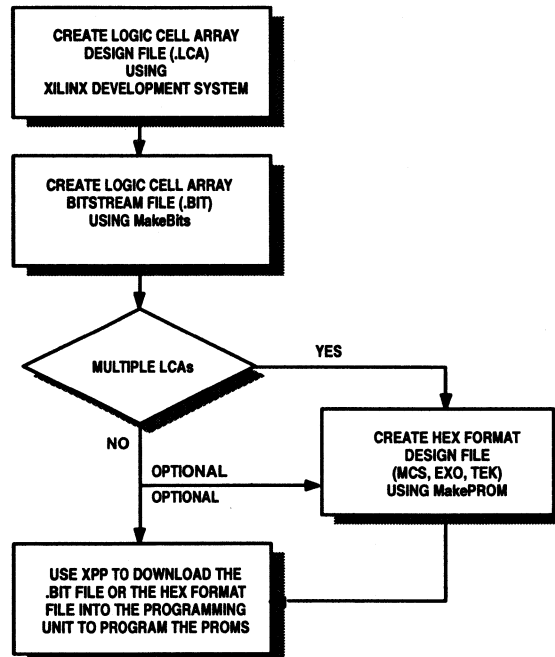 CREATE LOGIC CELL ARRAY
DESIGN FILE (.LCA)
USING
XILINX DEVELOPMENT SYSTEM
CREATE LOGIC CELL ARRAY
BITSTREAM FILE (.BIT)
USING MakeBits
MULTIPLE LCAs
YES
NO
CREATE HEX FORMAT
DESIGN FILE
(MCS, EXO, TEK)
USING MakePROM
OPTIONAL
OPTIONAL
USE XPP TO DOWNLOAD THE
.BIT FILE OR THE HEX FORMAT
FILE INTO THE PROGRAMMING
UNIT TO PROGRAM THE PROMS